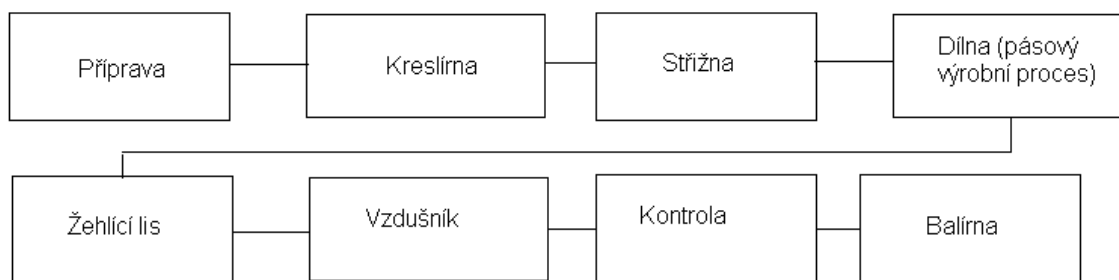 Příprava
Kreslírna
Střižna
Dílna (pásový
výrobní proces)
Žehlící lis
Vzdušník
Kontrola
Balírna